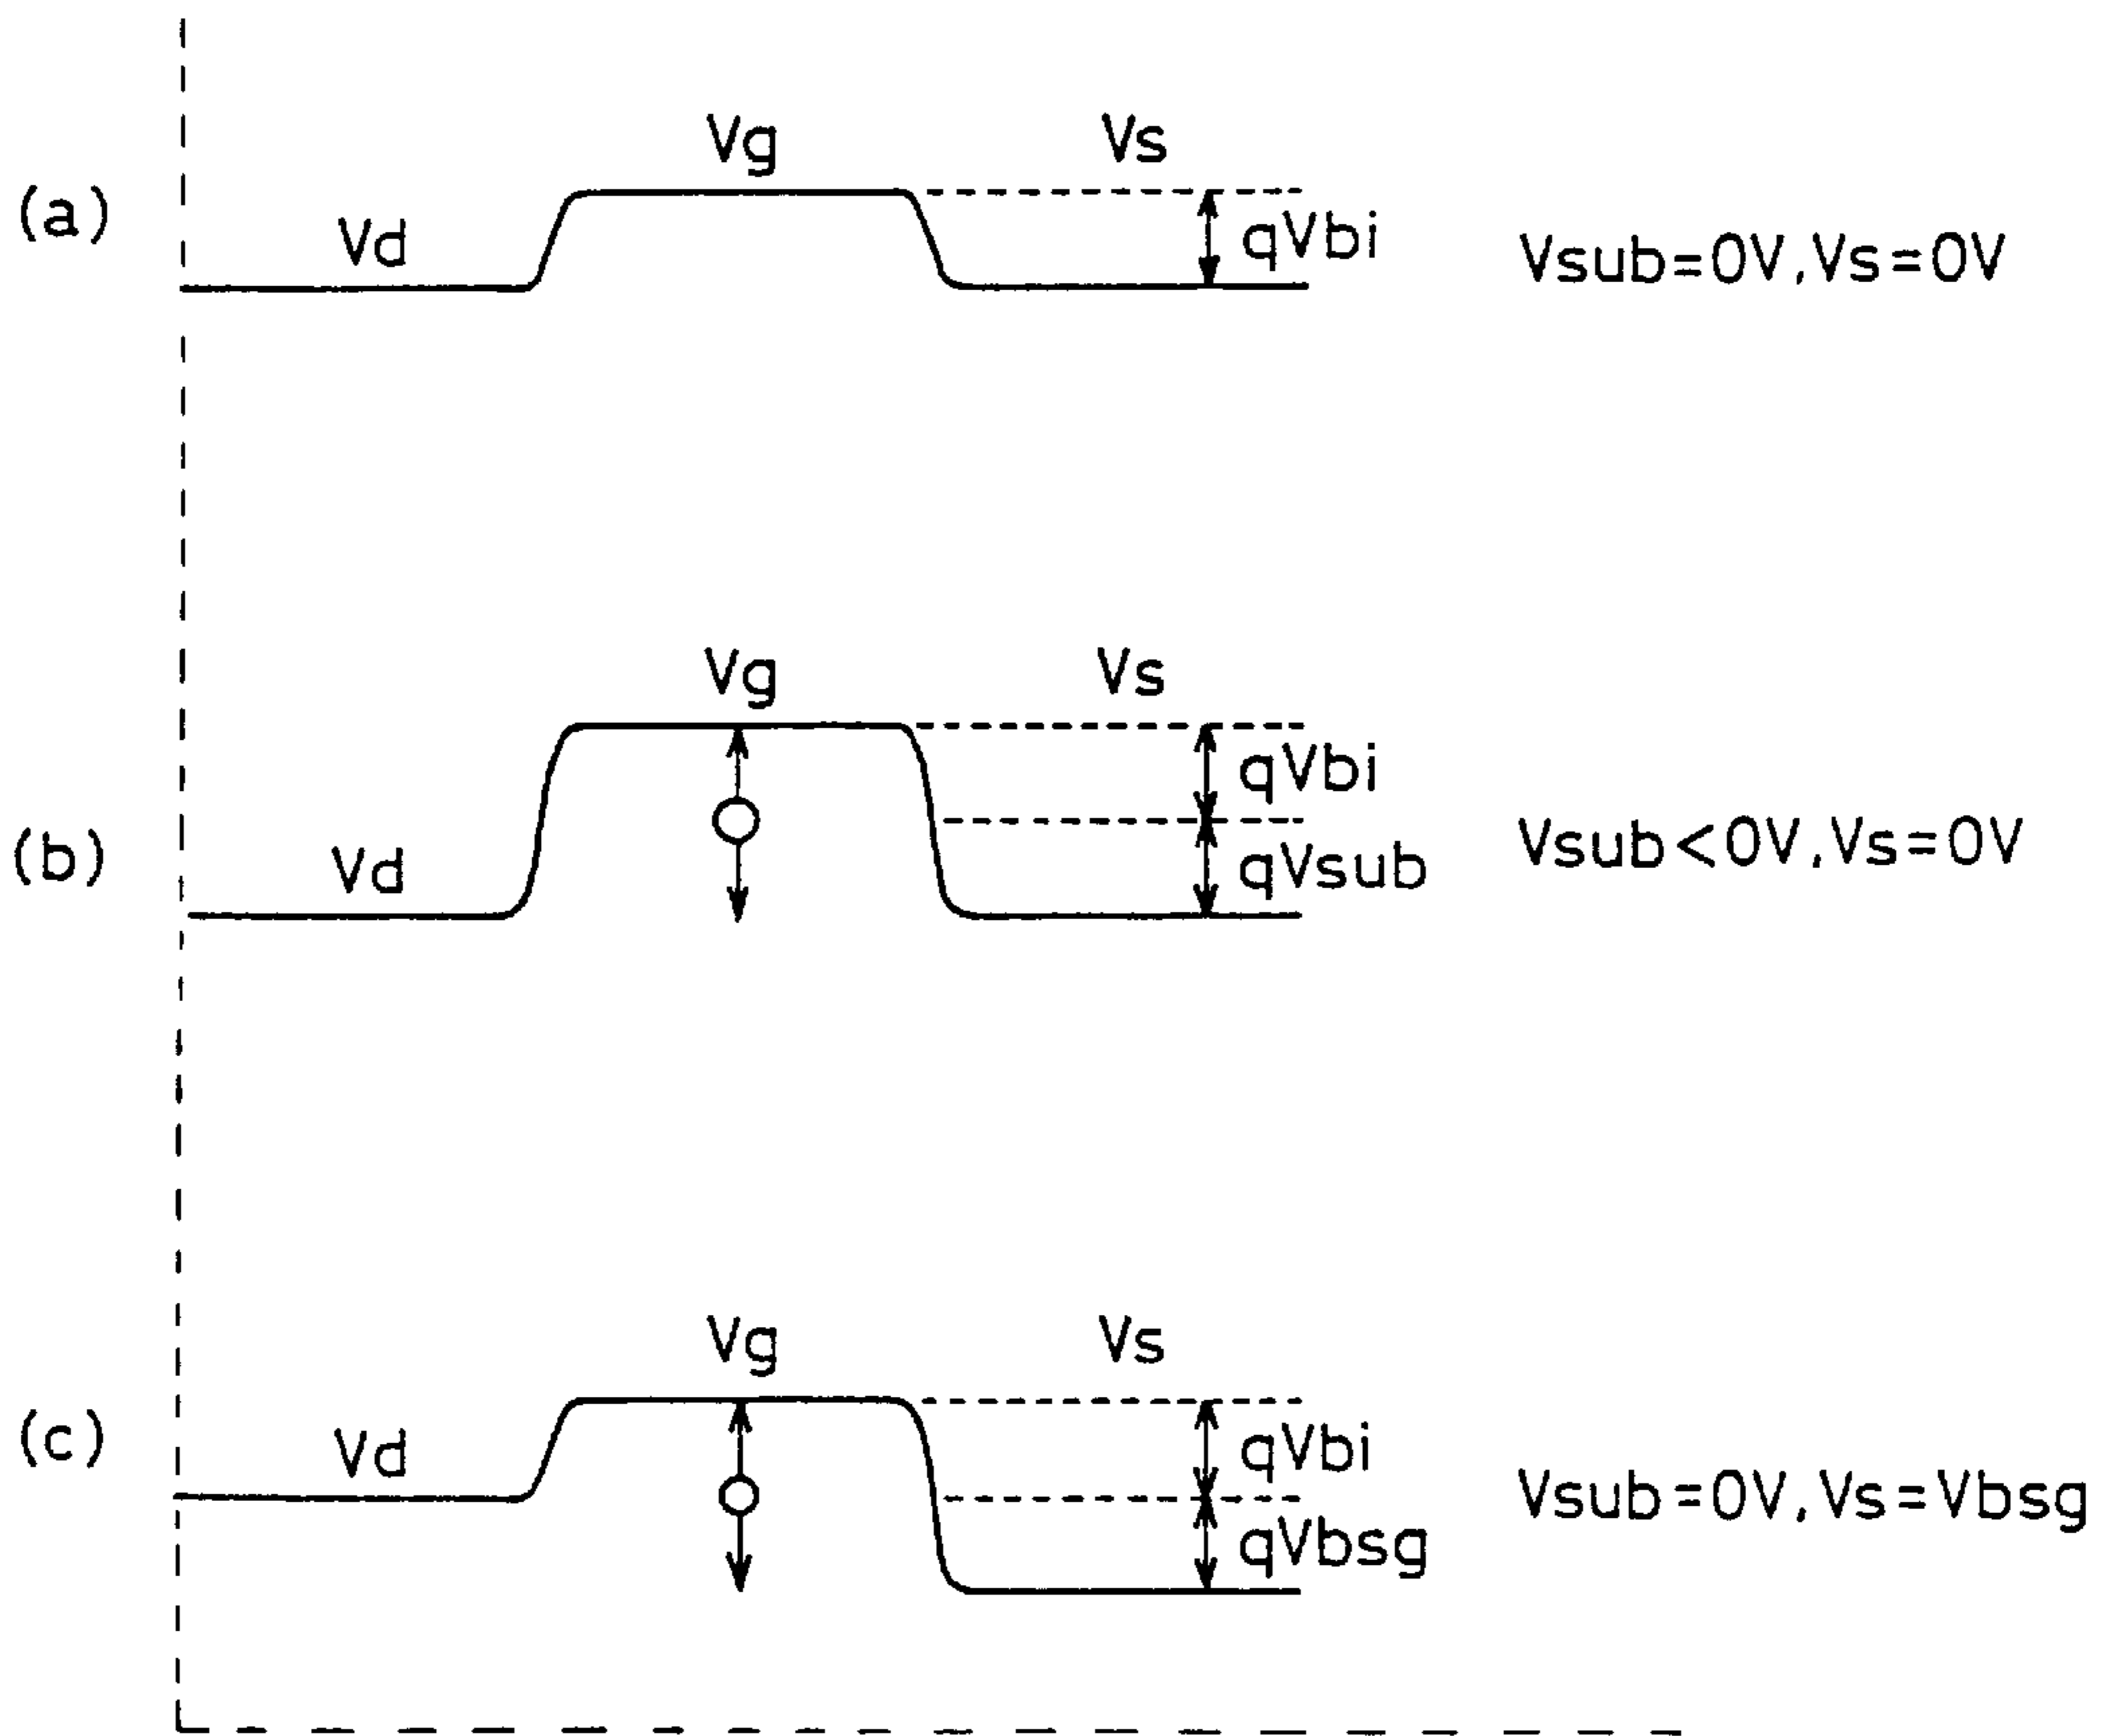 Vg Vs
(a) Vd qVbi Vsub=0V,Vs=0V
Vg Vs
qVbi
(b) Vd qVsub Vsub<0V,Vs=0V
Vg Vs
(c) Vd qVbi
qVbsg Vsub=0V,Vs=Vbsg